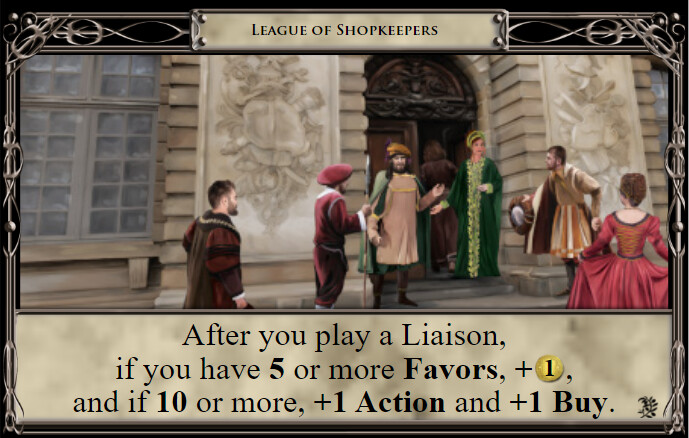 League of Shopkeepers
After you play a Liaison,
if you have 5 or more Favors, +1,
and if 10 or more, +1 Action and +1 Buy.